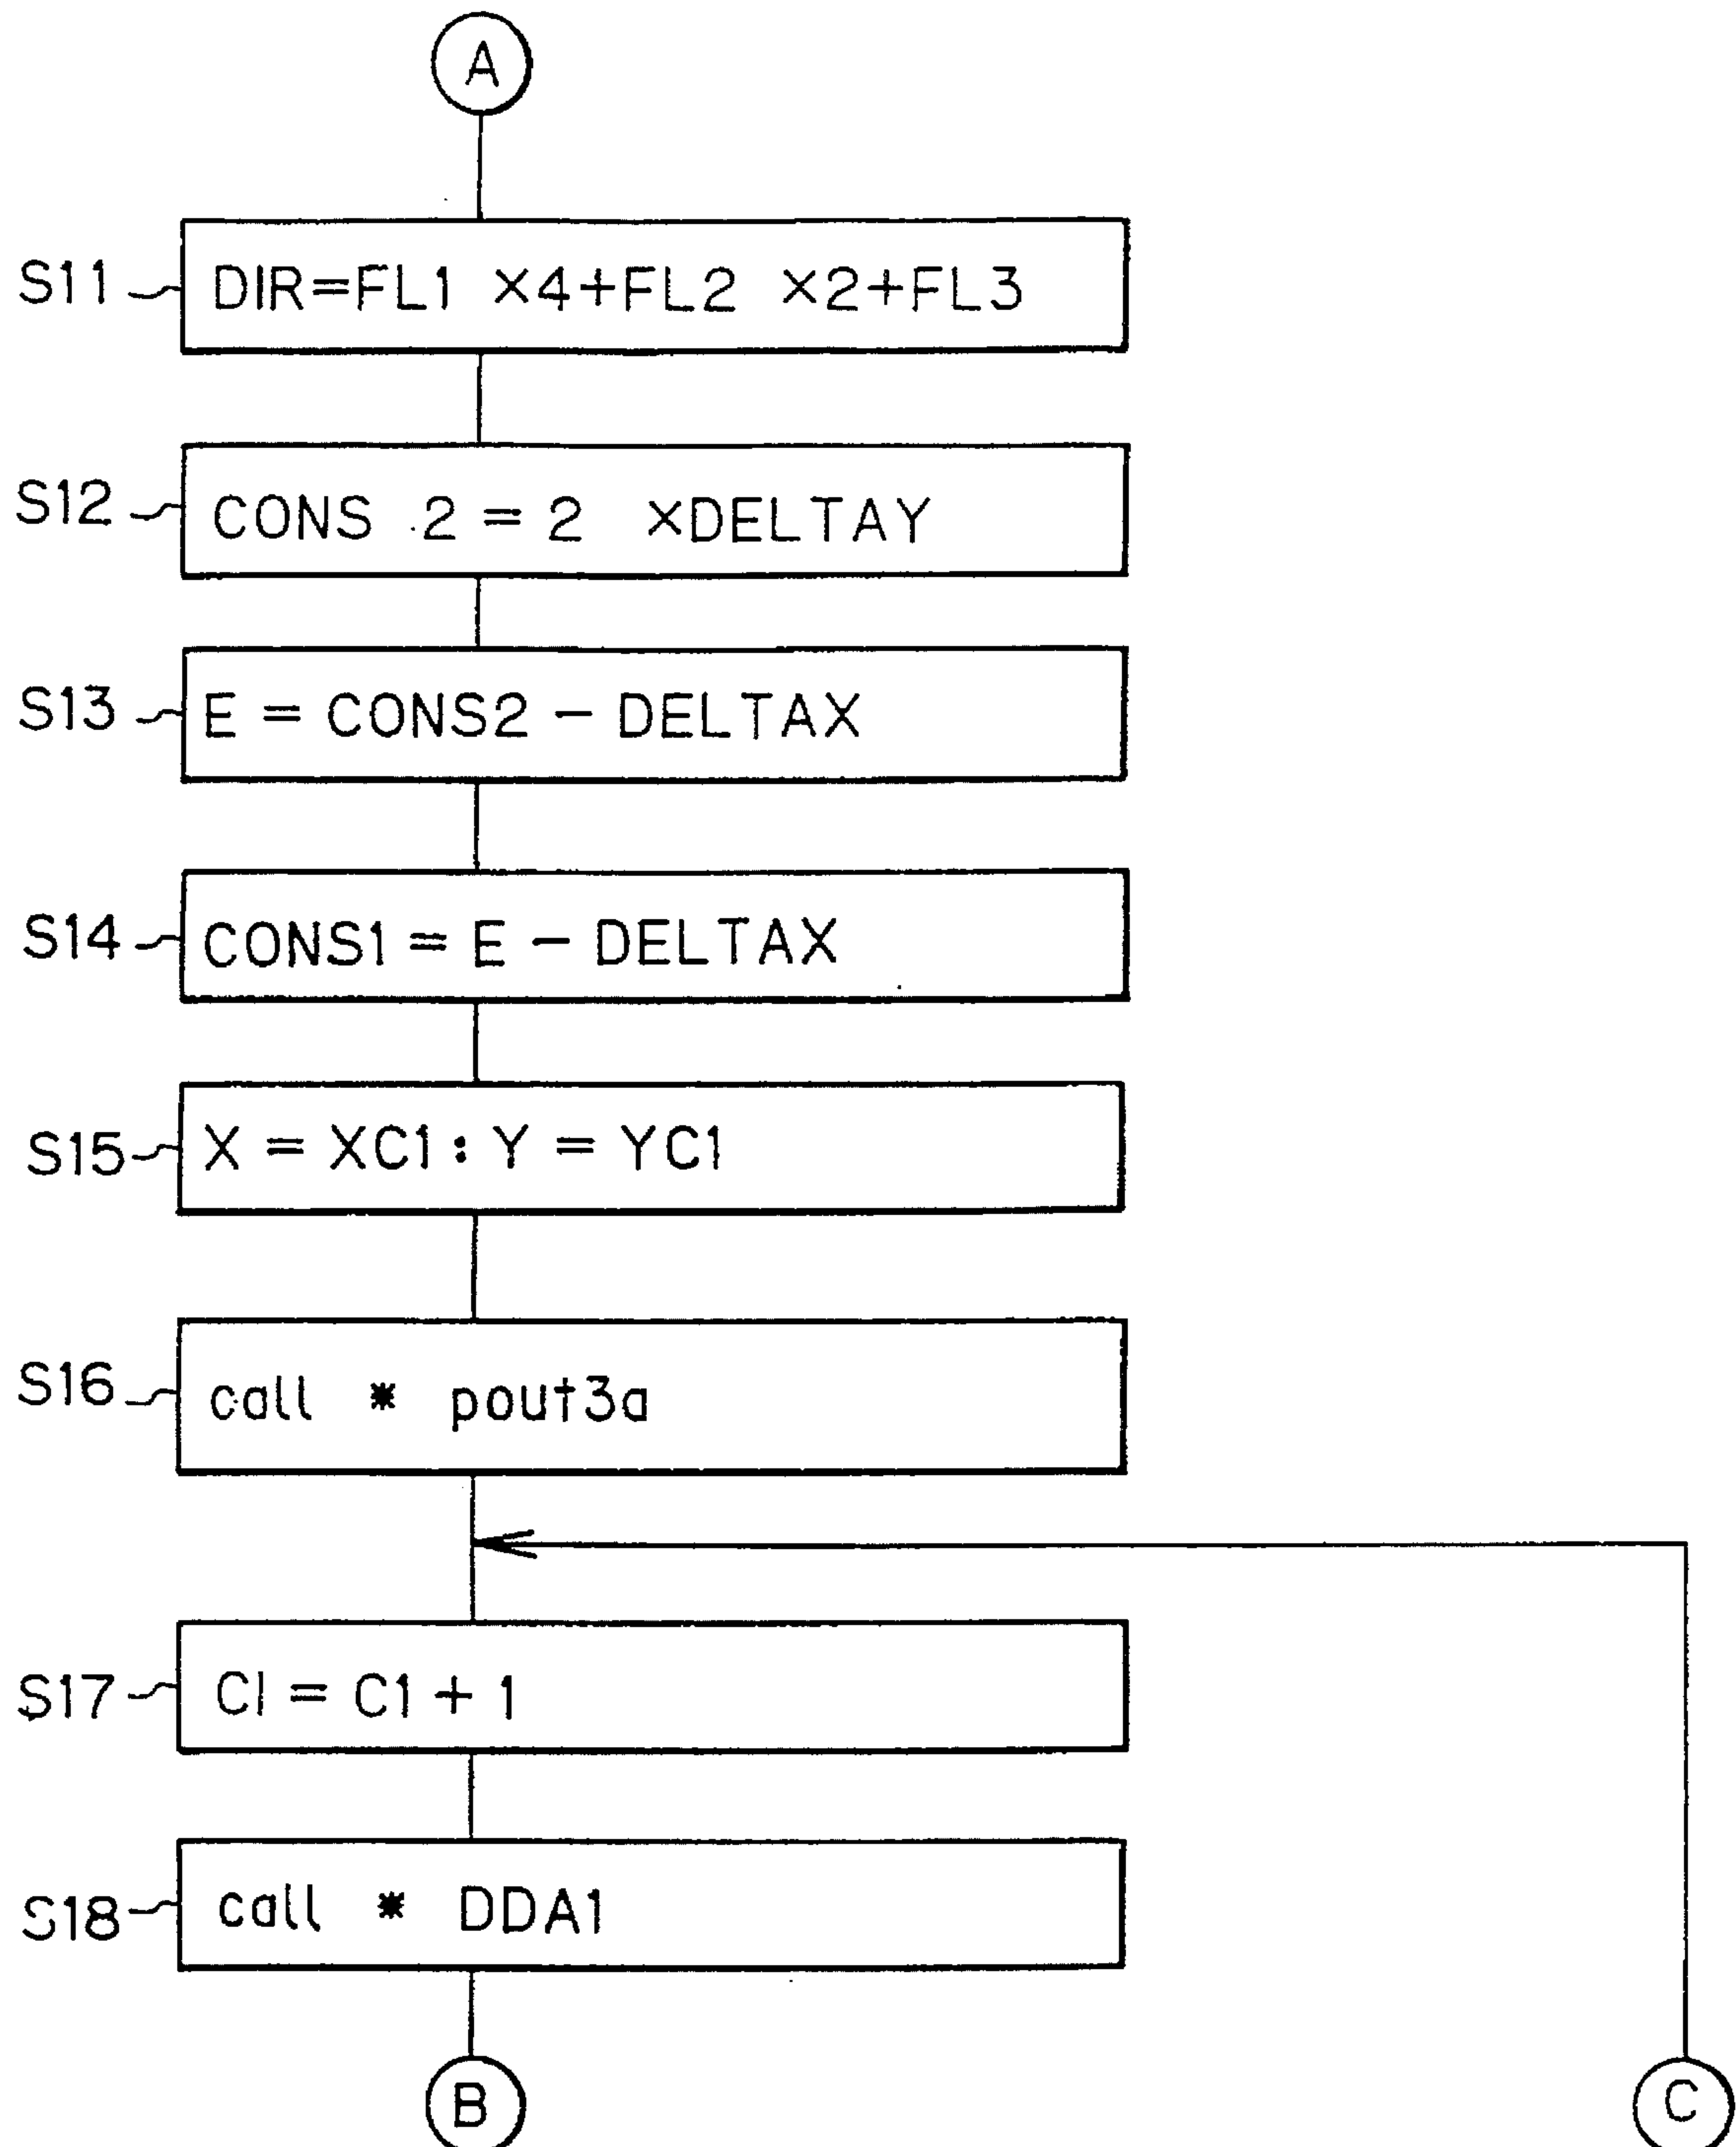 A
S11 DIR=FL1 ×4+FL2 ×2+FL3
S12 CONS 2 = 2 ×DELTAY
S13 E = CONS2 - DELTAX
S14 CONS1 = E - DELTAX
S15 X = XC1 : Y = YC1
S16 call * pout3a
S17 C1 = C1 + 1
S18 call * DDA1
B C